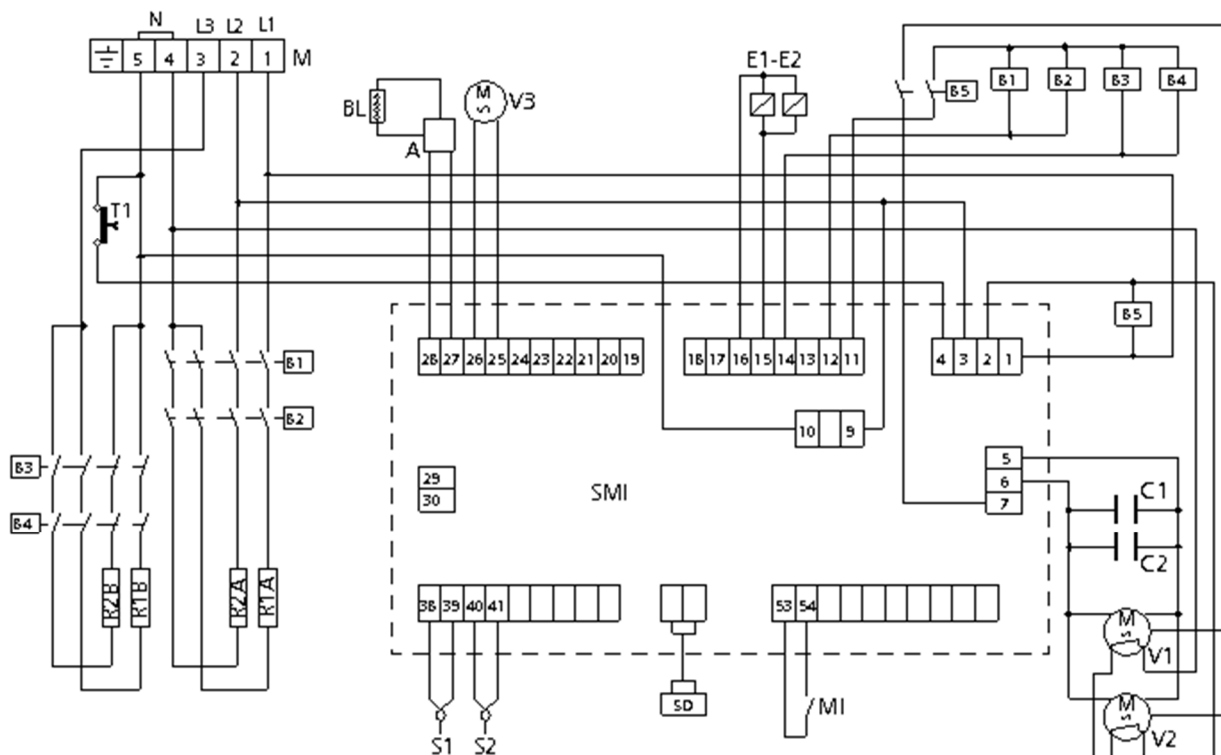 N L3 L2 L1
5 4 3 2 1 M
BL A M S V3
E1-E2
B5 B1 B2 B3 B4
T1
B5
28 27 26 25 24 23 22 21 20 19
18 17 16 15 14 13 12 11
4 3 2 1
B1
B2
10 9
B3
B4
29
30
SMI
5
6
7
C1
C2
R2B R1B R2A R1A
38 39 40 41
53 54
M S V1
SD
MI
M S V2
S1 S2